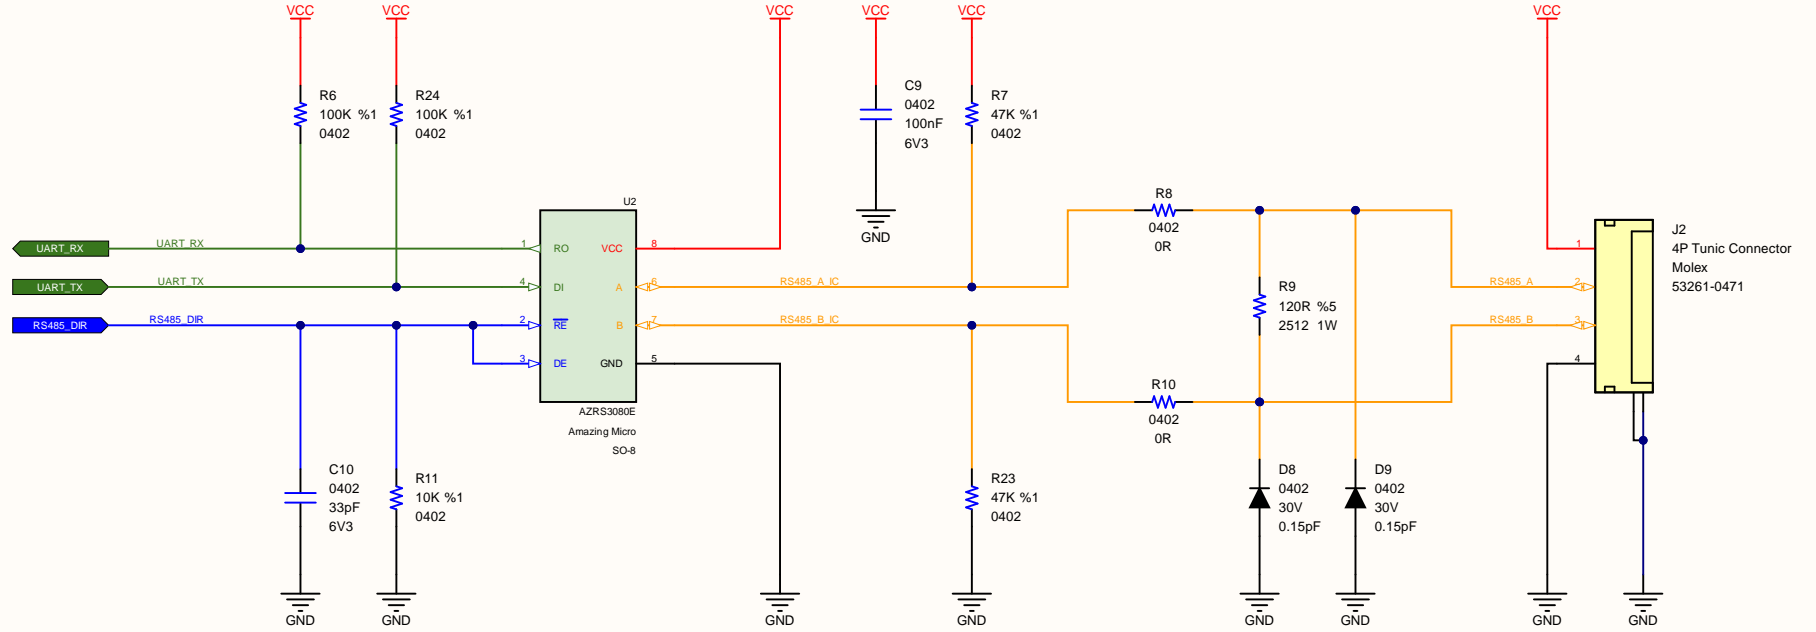 VCC
VCC
VCC
VCC
VCC
VCC
R6
100K %1
0402
R24
100K %1
0402
C9
0402
100nF
6V3
GND
R7
47K %1
0402
UART_RX
UART_RX
UART_TX
UART_TX
RS485_DIR
RS485_DIR
U2
1
RO
4
DI
2
RE
3
DE
VCC
8
A
6
B
7
GND
5
AZRS3080E
Amazing Micro
SO-8
RS485_A_IC
RS485_B_IC
R8
0402
0R
R9
120R %5
2512 1W
R10
0402
0R
RS485_A
RS485_B
1
2
3
4
J2
4P Tunic Connector
Molex
53261-0471
C10
0402
33pF
6V3
R11
10K %1
0402
R23
47K %1
0402
D8
0402
30V
0.15pF
D9
0402
30V
0.15pF
GND
GND
GND
GND
GND
GND
GND
GND